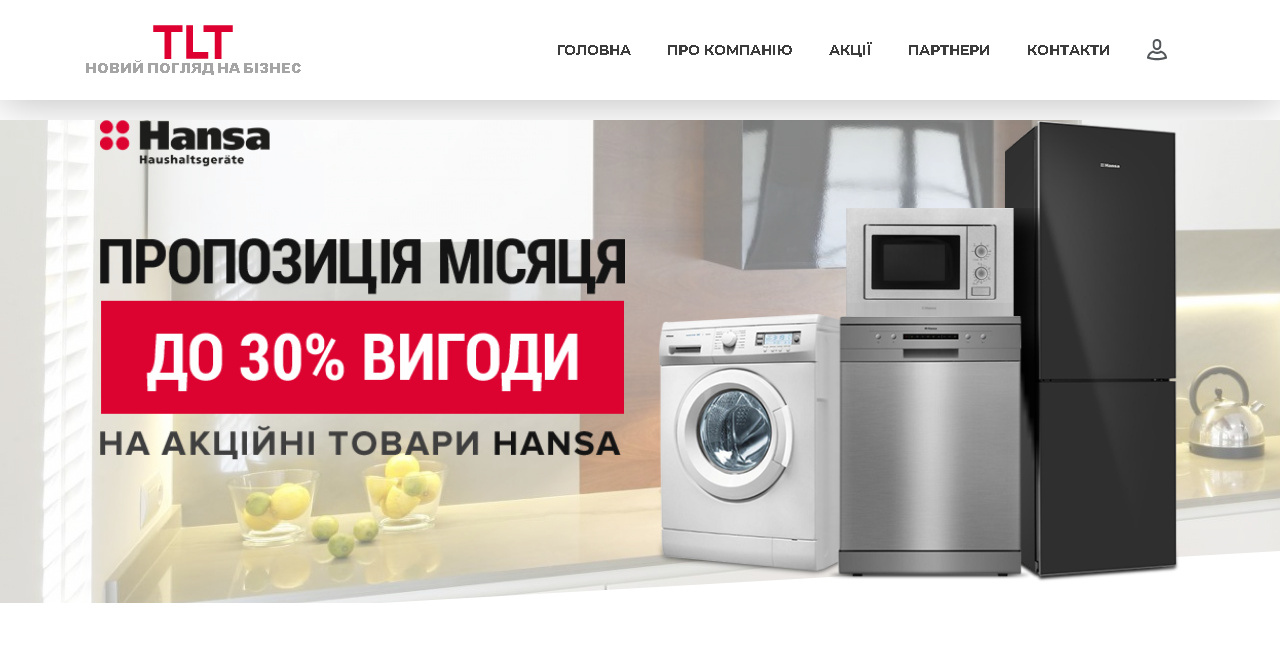 TLT
НОВИЙ ПОГЛЯД НА БІЗНЕС
ГОЛОВНА
ПРО КОМПАНІЮ
АКЦІЇ
ПАРТНЕРИ
КОНТАКТИ
Hansa
Haushaltsgeräte
ПРОПОЗИЦІЯ МІСЯЦЯ
ДО 30% ВИГОДИ
НА АКЦІЙНІ ТОВАРИ HANSA
Hansa